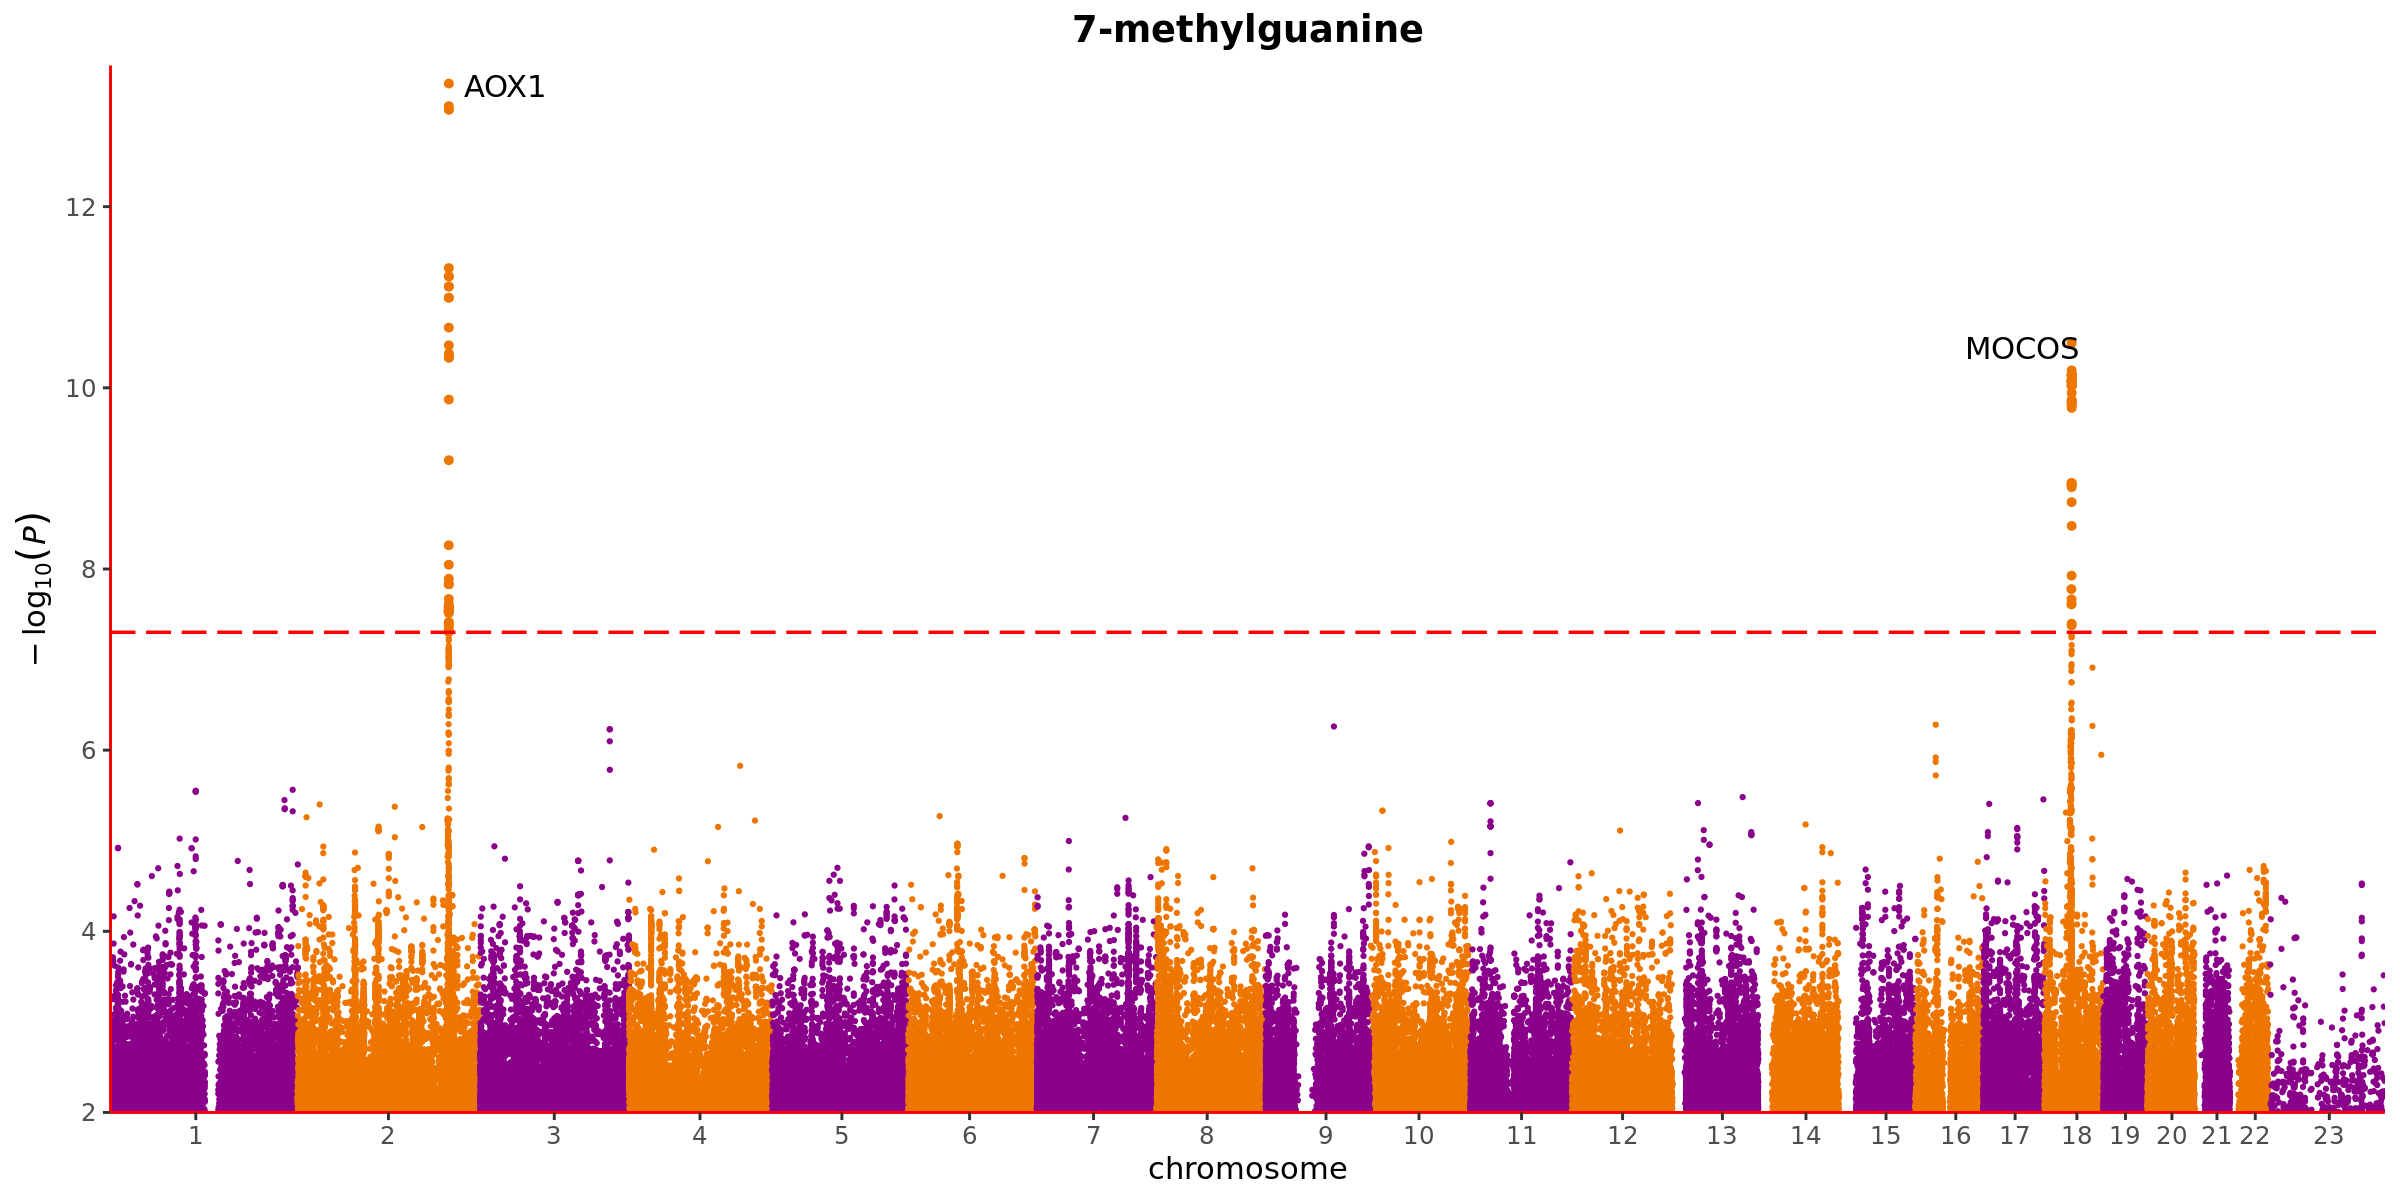 7-methylguanine
AOX1
MOCOS
− log10(P)
12
10
8
6
4
2
1 2 3 4 5 6 7 8 9 10 11 12 13 14 15 16 17 18 19 20 21 22 23
chromosome